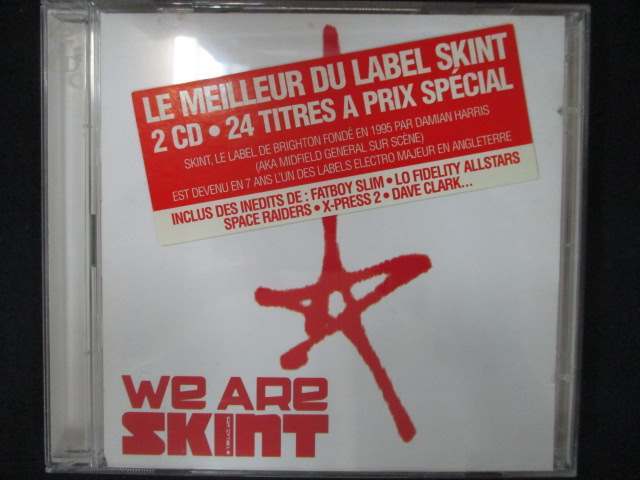 LE MEILLEUR DU LABEL SKINT
2 CD • 24 TITRES A PRIX SPÉCIAL
SKINT, LE LABEL DE BRIGHTON FONDÉ EN 1995 PAR DAMIAN HARRIS
(AKA MIDFIELD GENERAL SUR SCÈNE)
EST DEVENU EN 7 ANS L'UN DES LABELS ELECTRO MAJEUR EN ANGLETERRE
INCLUS DES INEDITS DE : FATBOY SLIM • LO FIDELITY ALLSTARS
SPACE RAIDERS • X-PRESS 2 • DAVE CLARK...
WE ARE
SKINT